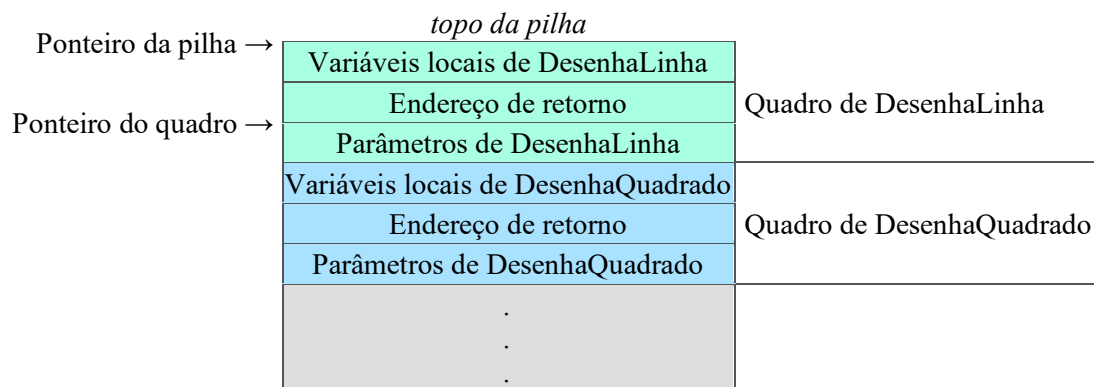 topo da pilha
Ponteiro da pilha →
Variáveis locais de DesenhaLinha
Endereço de retorno
Quadro de DesenhaLinha
Ponteiro do quadro →
Parâmetros de DesenhaLinha
Variáveis locais de DesenhaQuadrado
Endereço de retorno
Quadro de DesenhaQuadrado
Parâmetros de DesenhaQuadrado
.
.
.